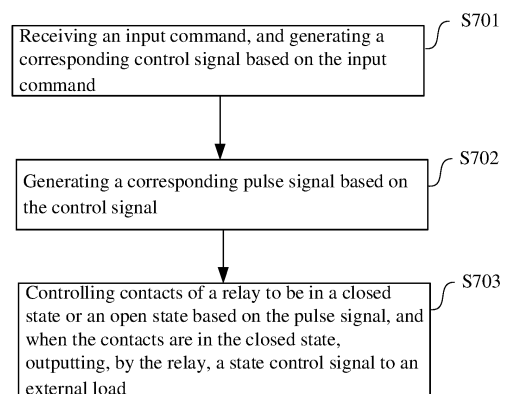 S701
Receiving an input command, and generating a
corresponding control signal based on the input
command
S702
Generating a corresponding pulse signal based on
the control signal
S703
Controlling contacts of a relay to be in a closed
state or an open state based on the pulse signal, and
when the contacts are in the closed state,
outputting, by the relay, a state control signal to an
external load